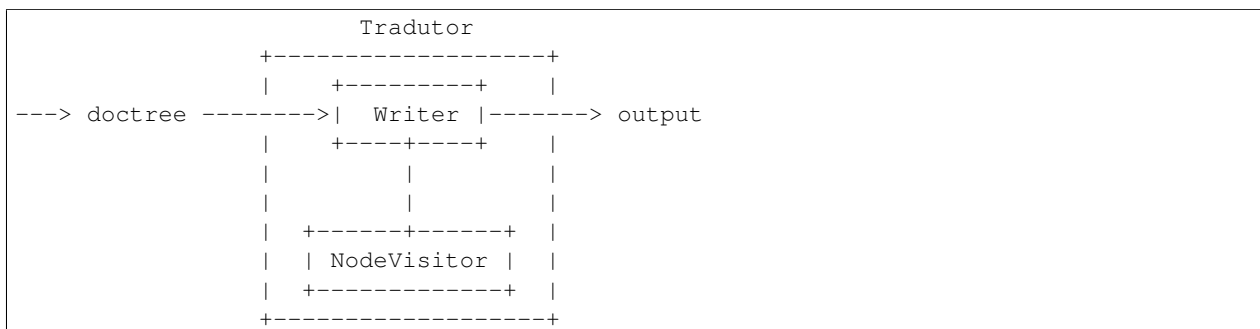 Tradutor
                 +-------------------+
                 |    +---------+    |
---> doctree -------->|  Writer |-------> output
                 |    +----+----+    |
                 |         |         |
                 |         |         |
                 |  +------+------+  |
                 |  | NodeVisitor |  |
                 |  +-------------+  |
                 +-------------------+